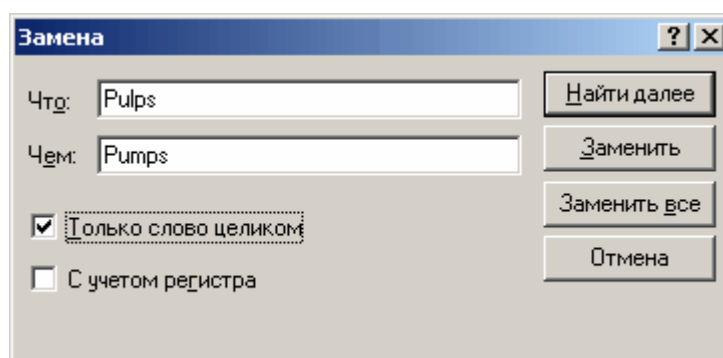 Замена
Что: Pulps
Найти далее
Чем: Pumps
Заменить
Заменить все
Только слово целиком
Отмена
С учетом регистра